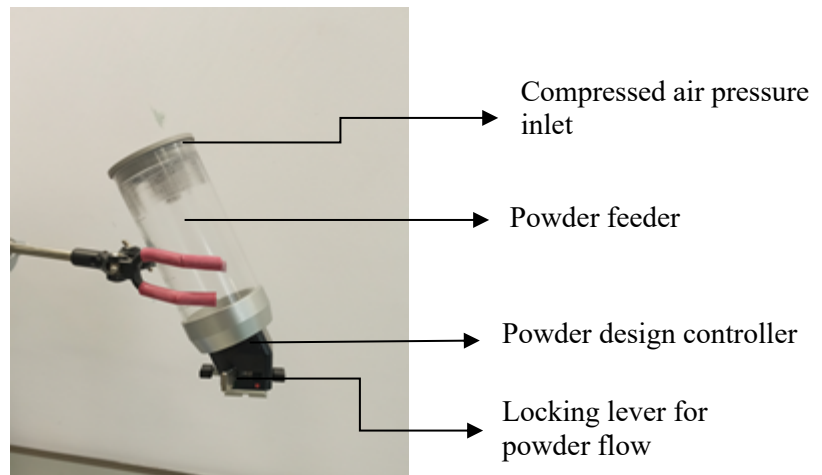 Compressed air pressure
inlet
Powder feeder
Powder design controller
Locking lever for
powder flow